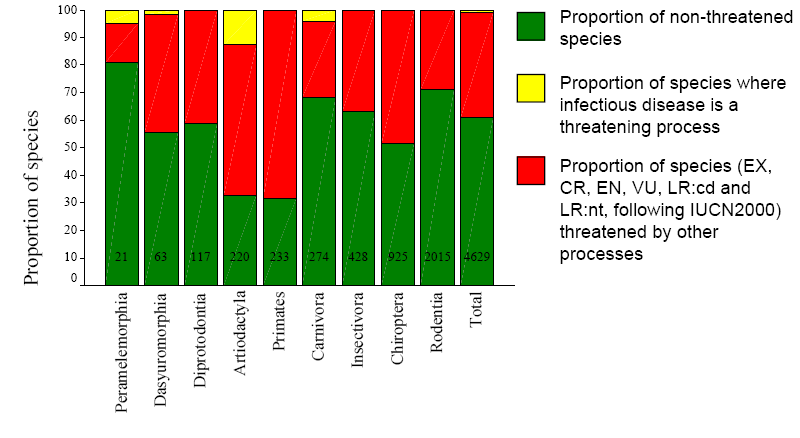 100
90
80
70
60
50
40
30
20
10
0
Proportion of species
21 63 117 220 233 274 428 925 2015 4629
Peramelemorphia
Dasyuromorphia
Diprotodontia
Artiodactyla
Primates
Carnivora
Insectivora
Chiroptera
Rodentia
Total
Proportion of non-threatened
species
Proportion of species where
infectious disease is a
threatening process
Proportion of species (EX,
CR, EN, VU, LR:cd and
LR:nt, following IUCN2000)
threatened by other
processes